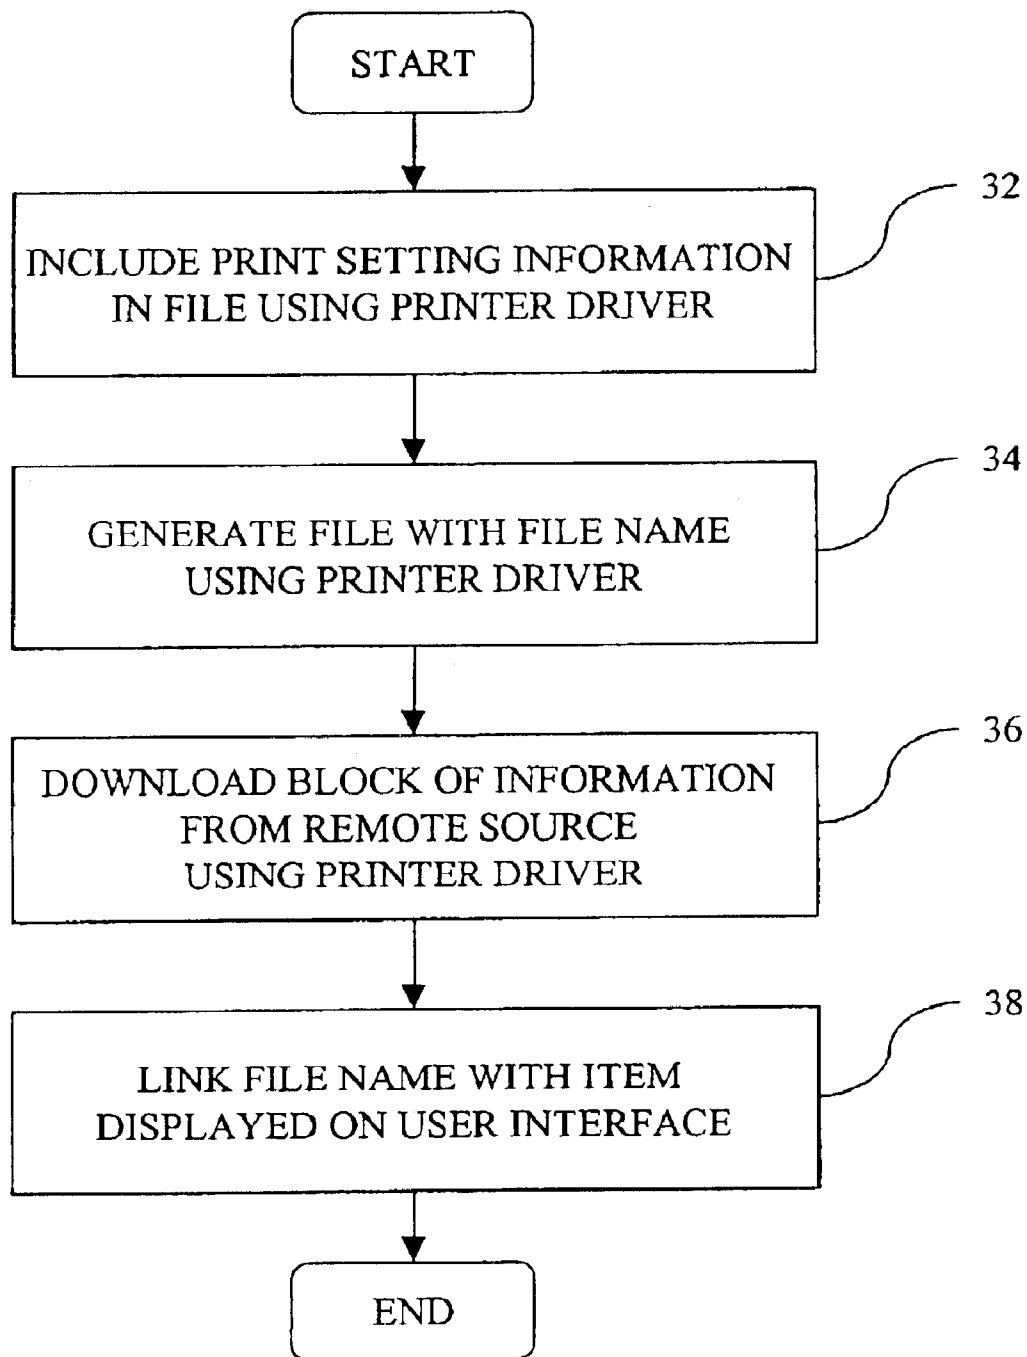 START
32
INCLUDE PRINT SETTING INFORMATION
IN FILE USING PRINTER DRIVER
34
GENERATE FILE WITH FILE NAME
USING PRINTER DRIVER
36
DOWNLOAD BLOCK OF INFORMATION
FROM REMOTE SOURCE
USING PRINTER DRIVER
38
LINK FILE NAME WITH ITEM
DISPLAYED ON USER INTERFACE
END